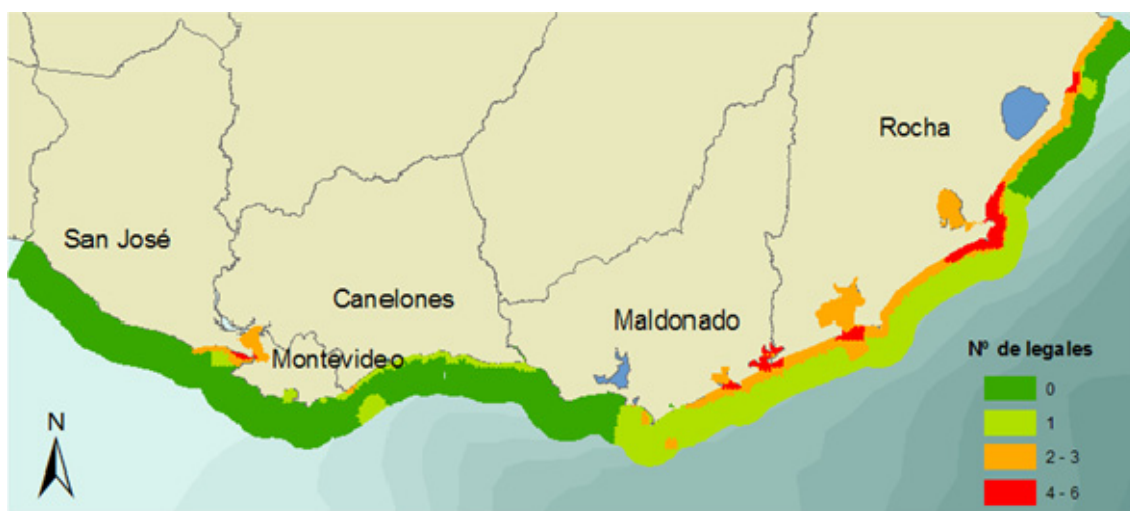 Rocha
San José
Canelones
Maldonado
Montevideo
Nº de legales
0
1
2 - 3
4 - 6
N